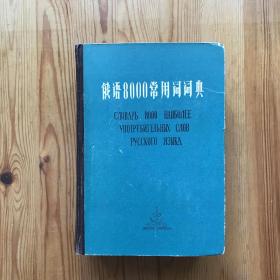 俄语8000常用词词典
СЛОВАРЬ 8000 НАИБОЛЕЕ
УПОТРЕБИТЕЛЬНЫХ СЛОВ
РУССКОГО ЯЗЫКА